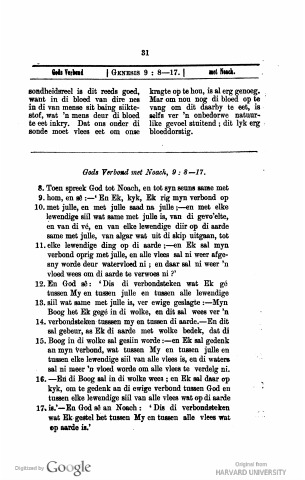 31
Gods Verbond | GENESIS 9 : 8—17. | met Noach.
sondheidsreel is dit reeds goed,
want in di bloed van dire nes
in di van mense sit baing siikte-
stof, wat 'n mens deur di bloed
te eet inkry. Dat ons onder di
sonde moet vlees eet om onse
kragte op te hou, is al erg genoeg.
Mar om nou nog di bloed op te
vang om dit daarby te eet, is
selfs ver 'n onbedorwe natuur-
like gevoel stuitend; dit lyk erg
bloeddorstig.
Gods Verbond met Noach, 9 : 8—17.
8. Toen spreek God tot Noach, en tot syn seuns same met
9. hom, en sê :—' En Ek, kyk, Ek rig myn verbond op
10. met julle, en met julle saad na julle ;—en met elke
lewendige siil wat same met julle is, van di gevo'elte,
en van di vé, en van elke lewendige diir op di aarde
same met julle, van algar wat uit di skip uitgaan, tot
11. elke lewendige ding op di aarde ;—en Ek sal myn
verbond oprig met julle, en alle vlees sal ni weer afge-
sny worde deur watervloed ni ; en daar sal ni weer 'n
vloed wees om di aarde te verwoes ni ?'
12. En God sê: ' Dis di verbondsteken wat Ek gé
tussen My en tussen julle en tussen alle lewendige
13. siil wat same met julle is, ver ewige geslagte :—Myn
Boog het Ek gegé in di wolke, en dit sal wees ver 'n
14. verbondsteken tusssen my en tussen di aarde.—En dit
sal gebeur, as Ek di aarde met wolke bedek, dat di
15. Boog in di wolke sal gesiin worde :—en Ek sal gedenk
an myn verbond, wat tussen My en tussen julle en
tussen elke lewendige siil van alle vlees is, en di waters
sal ni meer 'n vloed worde om alle vlees te verdelg ni.
16. —En di Boog sal in di wolke wees ; en Ek sal daar op
kyk, om te gedenk an di ewige verbond tussen God en
tussen elke lewendige siil van alle vlees wat op di aarde
17. is.'—En God sê an Noach : ' Dis di verbondsteken
wat Ek gestel het tussen My en tussen alle vlees wat
op aarde is.'
Digitized by Google
Original from
HARVARD UNIVERSITY